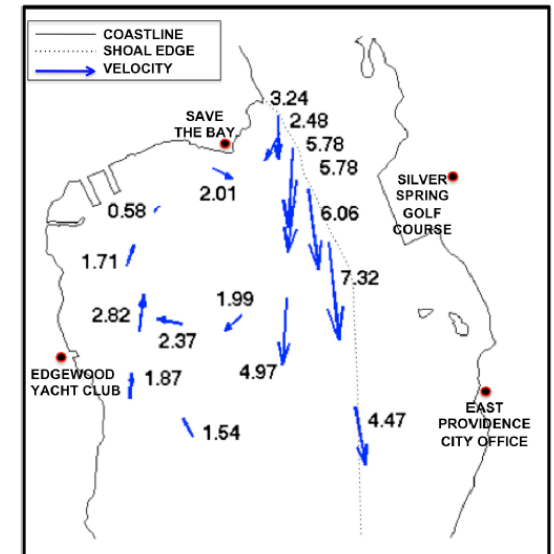 COASTLINE
SHOAL EDGE
VELOCITY
3.24
SAVE
THE BAY
2.48
5.78
5.78
SILVER
SPRING
GOLF
COURSE
2.01
0.58
6.06
1.71
7.32
1.99
2.82
2.37
EDGEWOOD
YACHT CLUB
1.87
4.97
EAST
PROVIDENCE
CITY OFFICE
4.47
1.54